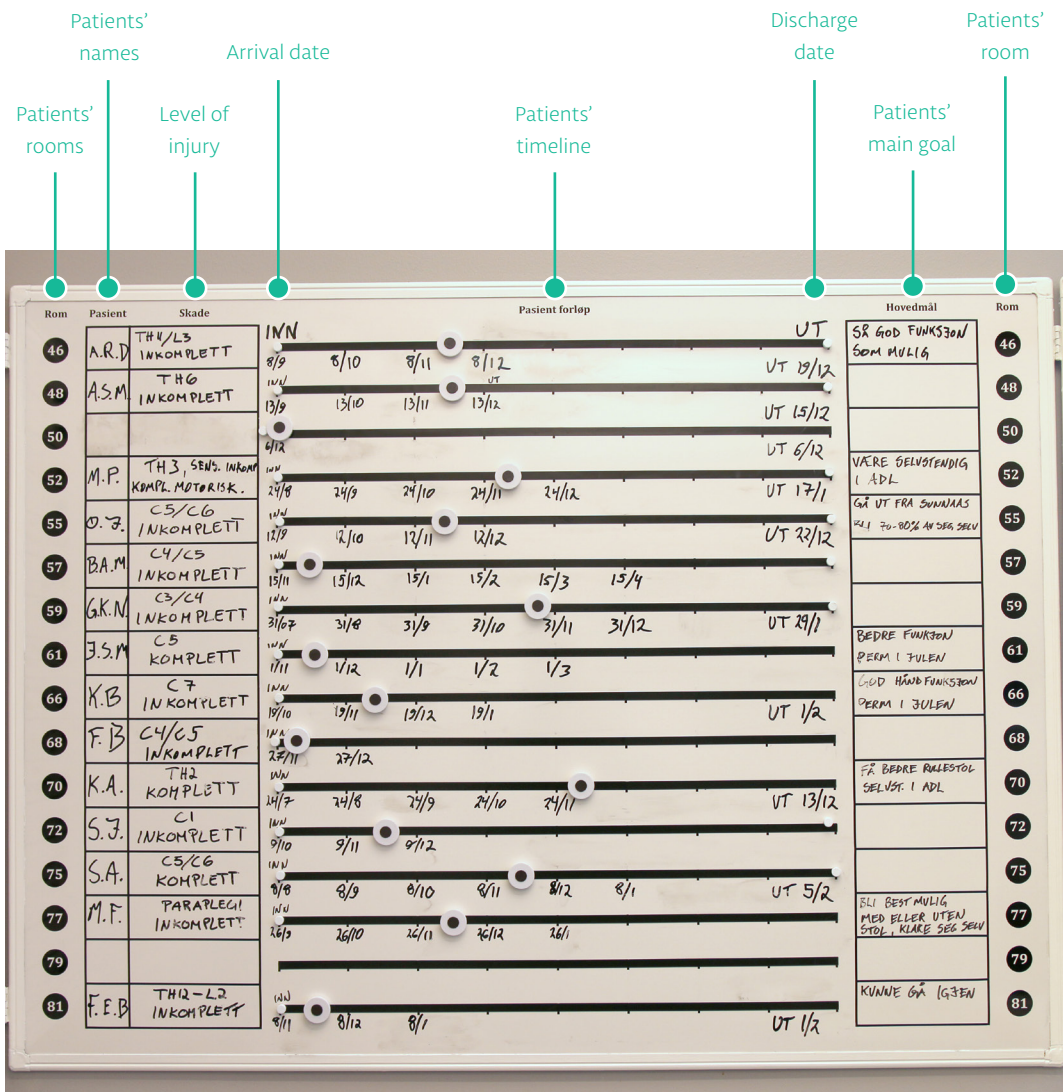 Patients'
names
Arrival date
Discharge
date
Patients'
room
Patients'
rooms
Level of
injury
Patients'
timeline
Patients'
main goal
Rom Pasient Skade Pasient forløp Hovedmål Rom
46 A.R.D TH4/L3 INN UT SÅ GOD FUNKSJON 46
INKOMPLETT SOM MULIG
8/9 8/10 8/11 8/12 UT 19/12
48 A.S.M. TH6 INN UT 48
INKOMPLETT
13/9 13/10 13/11 13/12 UT 15/12
50 50
6/12 UT 6/12
52 M.P. TH3, SENS. INKOMP INN VÆRE SELVSTENDIG 52
KOMPL. MOTORISK. I ADL
24/8 24/9 24/10 24/11 24/12 UT 17/1
55 O.J. C5/C6 INN GÅ UT FRA SUNNAAS 55
INKOMPLETT BLI 70-80% AV SEG SELV
12/9 12/10 12/11 12/12 UT 22/12
57 B.A.M. C4/C5 INN 57
INKOMPLETT
15/11 15/12 15/1 15/2 15/3 15/4
59 G.K.N. C3/C4 INN 59
INKOMPLETT
31/07 31/8 31/9 31/10 31/11 31/12 UT 29/1
61 J.S.M C5 INN BEDRE FUNKJON 61
KOMPLETT PERM I JULEN
1/11 1/12 1/1 1/2 1/3
66 K.B C7 INN GOD HÅNDFUNKSJON 66
INKOMPLETT PERM I JULEN
19/10 19/11 19/12 19/1 UT 1/2
68 F.B C4/C5 INN 68
INKOMPLETT
27/11 27/12
70 K.A. TH2 INN FÅ BEDRE RULLESTOL 70
KOMPLETT SELVST. I ADL
24/7 24/8 24/9 24/10 24/11 UT 13/12
72 S.J. C1 INN 72
INKOMPLETT
9/10 9/11 9/12
75 S.A. C5/C6 INN 75
KOMPLETT
8/8 8/9 8/10 8/11 8/12 8/1 UT 5/2
77 M.F. PARAPLEGI INN BLI BEST MULIG 77
INKOMPLETT MED ELLER UTEN
STOL, KLARE SEG SELV
26/9 26/10 26/11 26/12 26/1
79 79
81 F.E.B TH12-L2 INN KUNNE GÅ IGJEN 81
INKOMPLETT
8/11 8/12 8/1 UT 1/2